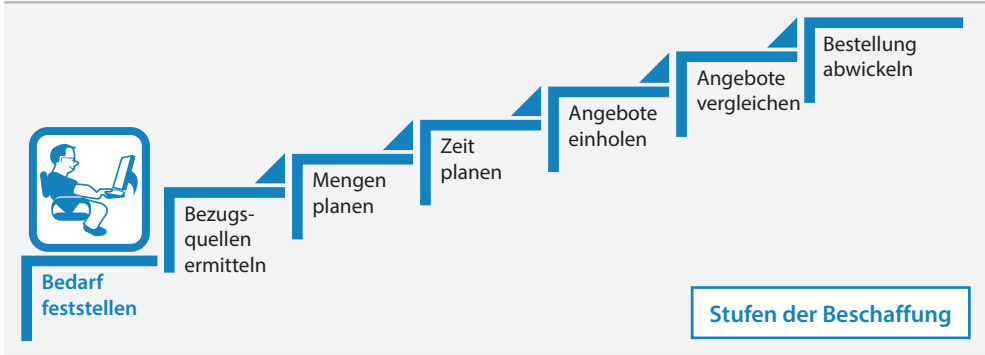 Bedarf
feststellen
Bezugs-
quellen
ermitteln
Mengen
planen
Zeit
planen
Angebote
einholen
Angebote
vergleichen
Bestellung
abwickeln
Stufen der Beschaffung